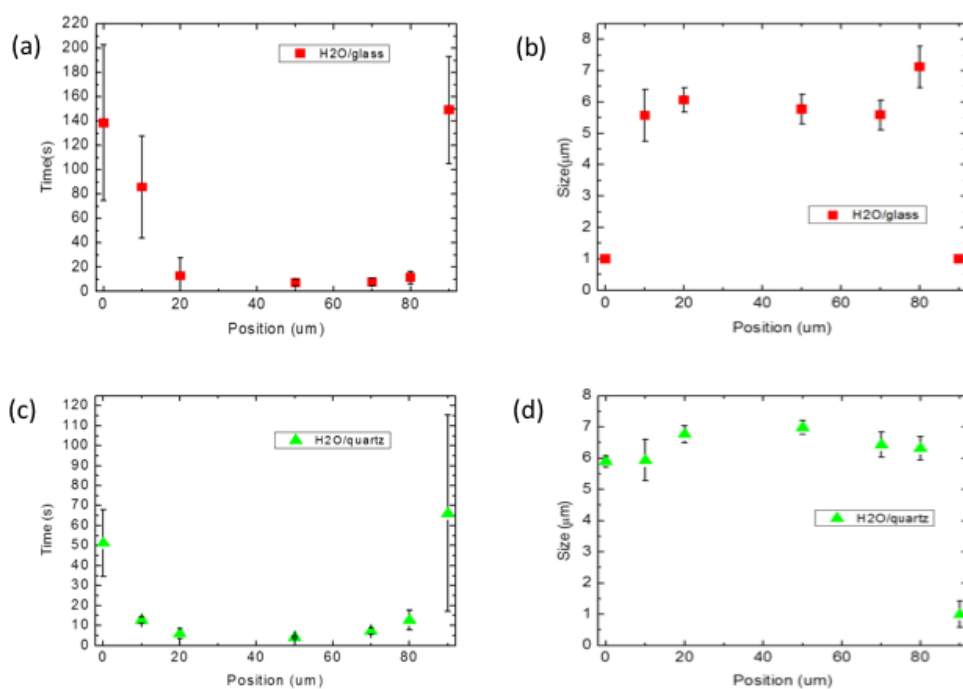 (a)
220
200
180
160
140
120
100
80
60
40
20
0
Time(s)
H2O/glass
0 20 40 60 80
Position (um)
(b)
8
7
6
5
4
3
2
1
0
Size(μm)
H2O/glass
0 20 40 60 80
Position (um)
(c)
120
110
100
90
80
70
60
50
40
30
20
10
0
Time (s)
H2O/quartz
0 20 40 60 80
Position (um)
(d)
8
7
6
5
4
3
2
1
0
Size (μm)
H2O/quartz
0 20 40 60 80
Position (um)